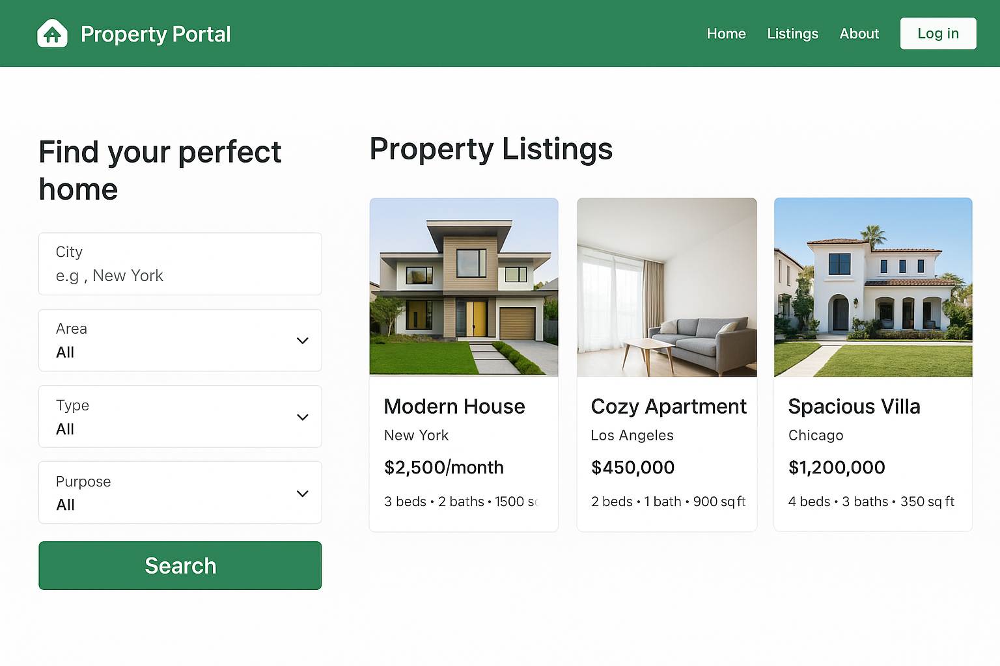 Property Portal
Home
Listings
About
Log in
Find your perfect
home
City
e.g , New York
Area
All
Type
All
Purpose
All
Search
Property Listings
Modern House
New York
$2,500/month
3 beds • 2 baths • 1500
Cozy Apartment
Los Angeles
$450,000
2 beds • 1 bath • 900 sq ft
Spacious Villa
Chicago
$1,200,000
4 beds • 3 baths • 350 sq ft